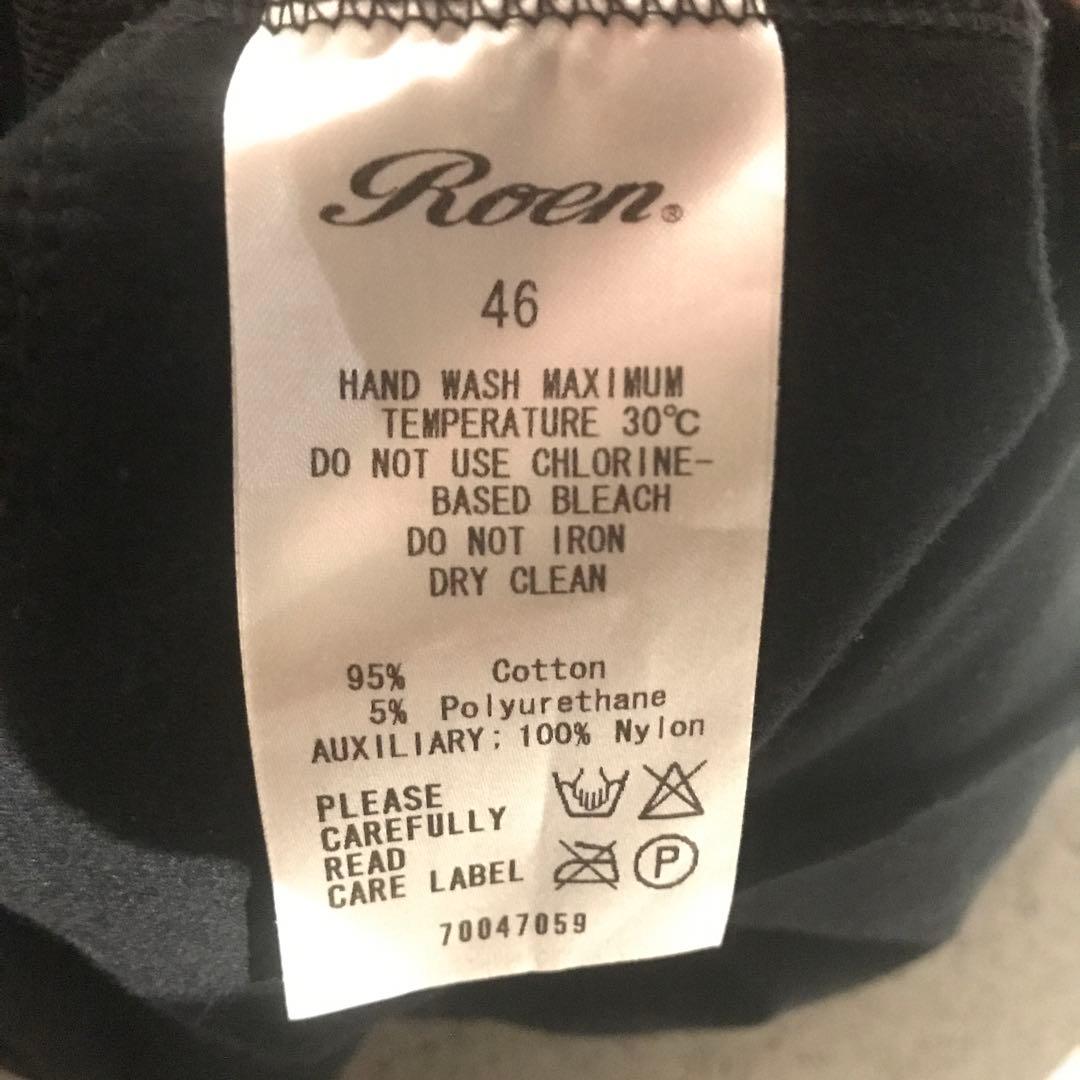 Roen.®
46
HAND WASH MAXIMUM
TEMPERATURE 30℃
DO NOT USE CHLORINE-
BASED BLEACH
DO NOT IRON
DRY CLEAN
95% Cotton
5% Polyurethane
AUXILIARY; 100% Nylon
PLEASE
CAREFULLY
READ
CARE LABEL
P
70047059